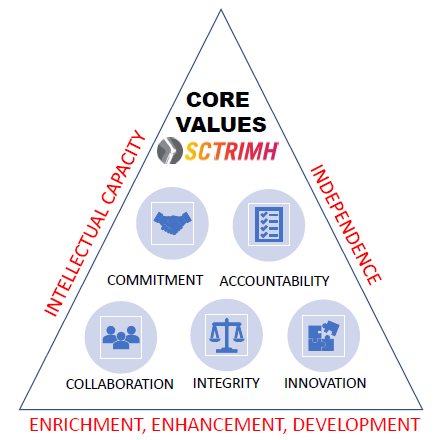 CORE
VALUES
SCTRIMH
INTELLECTUAL CAPACITY
INDEPENDENCE
COMMITMENT
ACCOUNTABILITY
COLLABORATION
INTEGRITY
INNOVATION
ENRICHMENT, ENHANCEMENT, DEVELOPMENT